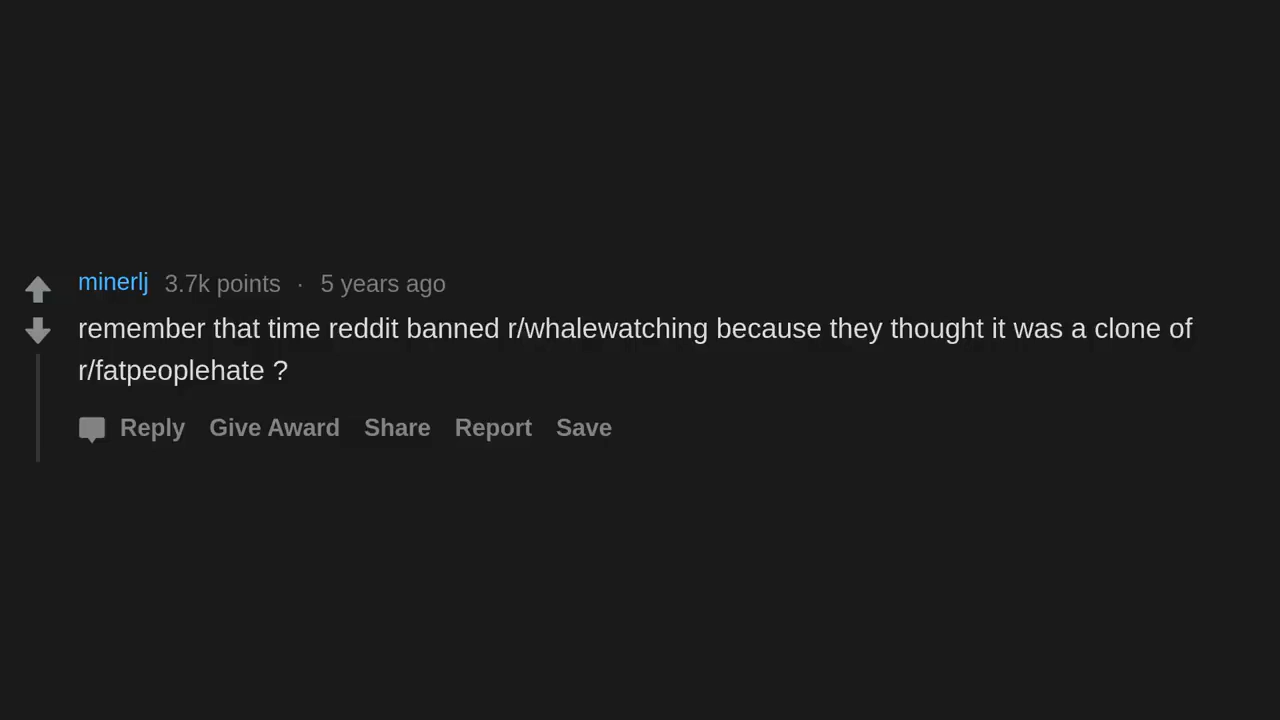 minerlj 3.7k points · 5 years ago
remember that time reddit banned r/whalewatching because they thought it was a clone of
r/fatpeoplehate ?
Reply Give Award Share Report Save